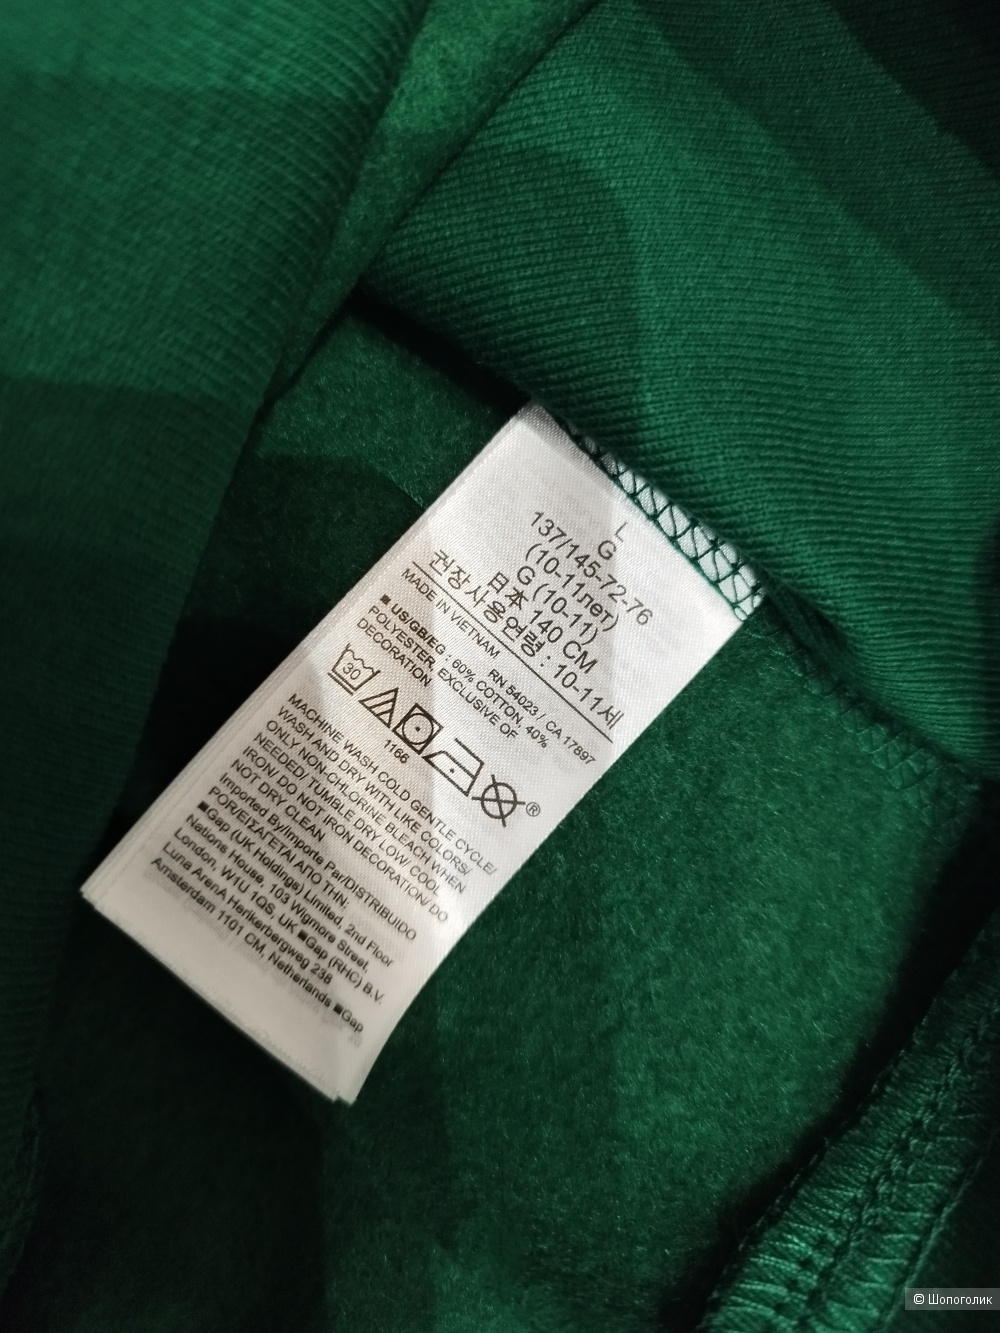 L
G
137/145-72-76
(10-11лет)
G (10-11)
日本 140 CM
권장사용연령 : 10-11세
MADE IN VIETNAM RN 54023 / CA 17897
■ US/GB/EG - 60% COTTON, 40%
POLYESTER, EXCLUSIVE OF
DECORATION
30
1166
®
MACHINE WASH COLD GENTLE CYCLE/
WASH AND DRY WITH LIKE COLORS/
ONLY NON-CHLORINE BLEACH WHEN
NEEDED/ TUMBLE DRY LOW/ COOL
IRON/ DO NOT IRON DECORATION/ DO
NOT DRY CLEAN
Imported By/Importe Par/DISTRIBUIDO
POR/ΕΙΣΑΓΕΤΑΙ ΑΠΟ ΤΗΝ:
■Gap (UK Holdings) Limited, 2nd Floor
Nations House, 103 Wigmore Street,
London, W1U 1QS, UK ■Gap (RHC) B.V.
Luna ArenA Herikerbergweg 238
Amsterdam 1101 CM, Netherlands ■Gap
© Шопоголик